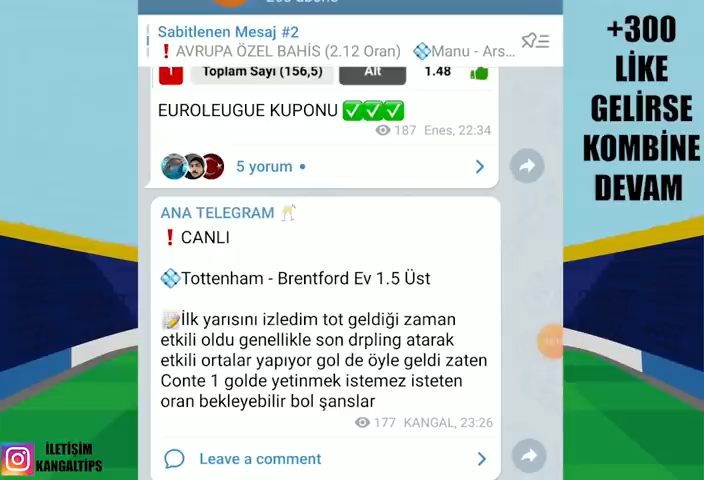 Sabitlenen Mesaj #2
❗AVRUPA ÖZEL BAHİS (2.12 Oran) 💠Manu - Ars...
1 Toplam Sayı (156,5) Alt 1.48
EUROLEUGUE KUPONU ✅✅✅
187 Enes, 22:34
5 yorum
ANA TELEGRAM 🥂
❗CANLI
💠Tottenham - Brentford Ev 1.5 Üst
📝İlk yarısını izledim tot geldiği zaman
etkili oldu genellikle son drpling atarak
etkili ortalar yapıyor gol de öyle geldi zaten
Conte 1 golde yetinmek istemez isteten
oran bekleyebilir bol şanslar
177 KANGAL, 23:26
Leave a comment
+300
LİKE
GELİRSE
KOMBİNE
DEVAM
İLETİŞİM
KANGALTİPS